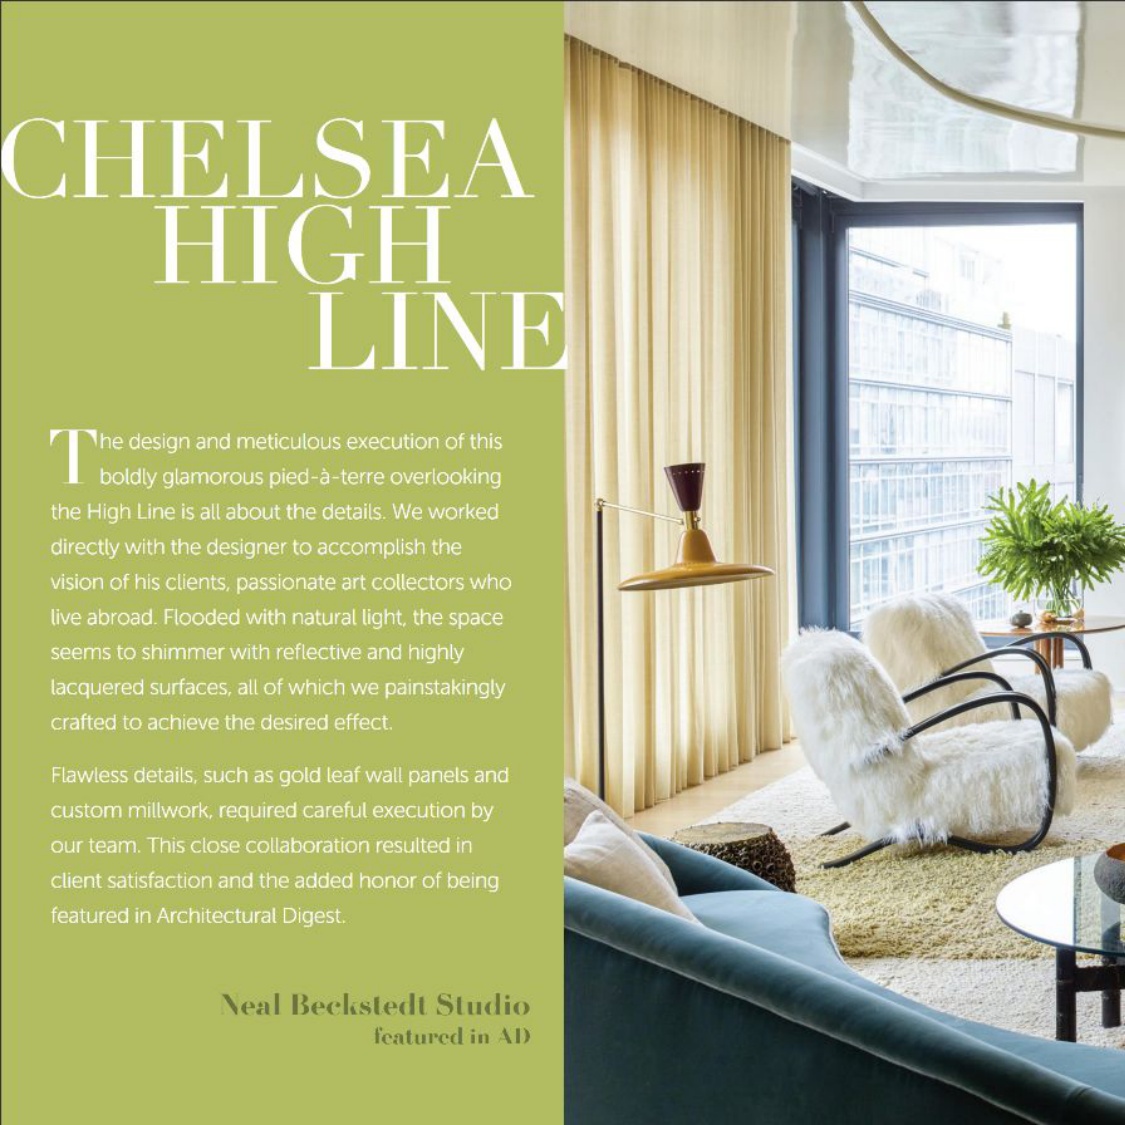 CHELSEA
HIGH
LINE
The design and meticulous execution of this
boldly glamorous pied-à-terre overlooking
the High Line is all about the details. We worked
directly with the designer to accomplish the
vision of his clients, passionate art collectors who
live abroad. Flooded with natural light, the space
seems to shimmer with reflective and highly
lacquered surfaces, all of which we painstakingly
crafted to achieve the desired effect.
Flawless details, such as gold leaf wall panels and
custom millwork, required careful execution by
our team. This close collaboration resulted in
client satisfaction and the added honor of being
featured in Architectural Digest.
Neal Beckstedt Studio
featured in AD